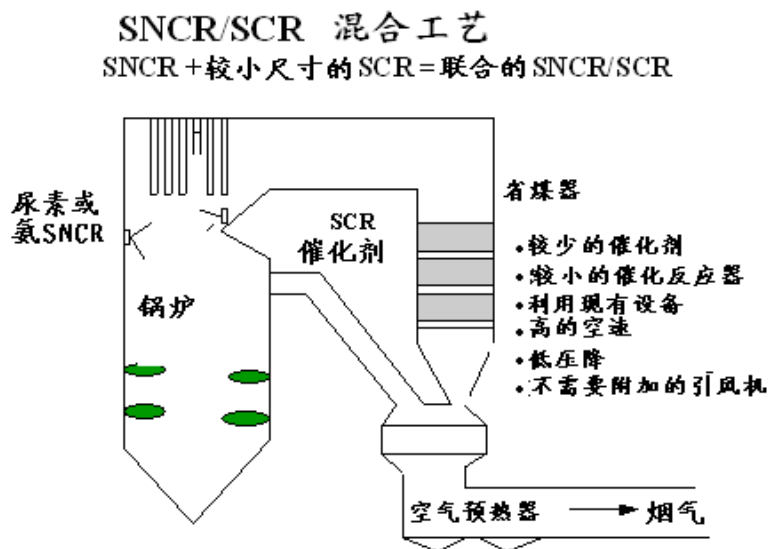 SNCR/SCR 混合工艺
SNCR+较小尺寸的SCR=联合的SNCR/SCR
尿素或
氨SNCR
SCR
催化剂
锅炉
省煤器
·较少的催化剂
·较小的催化反应器
·利用现有设备
·高的空速
·低压降
·不需要附加的引风机
空气预热器
烟气